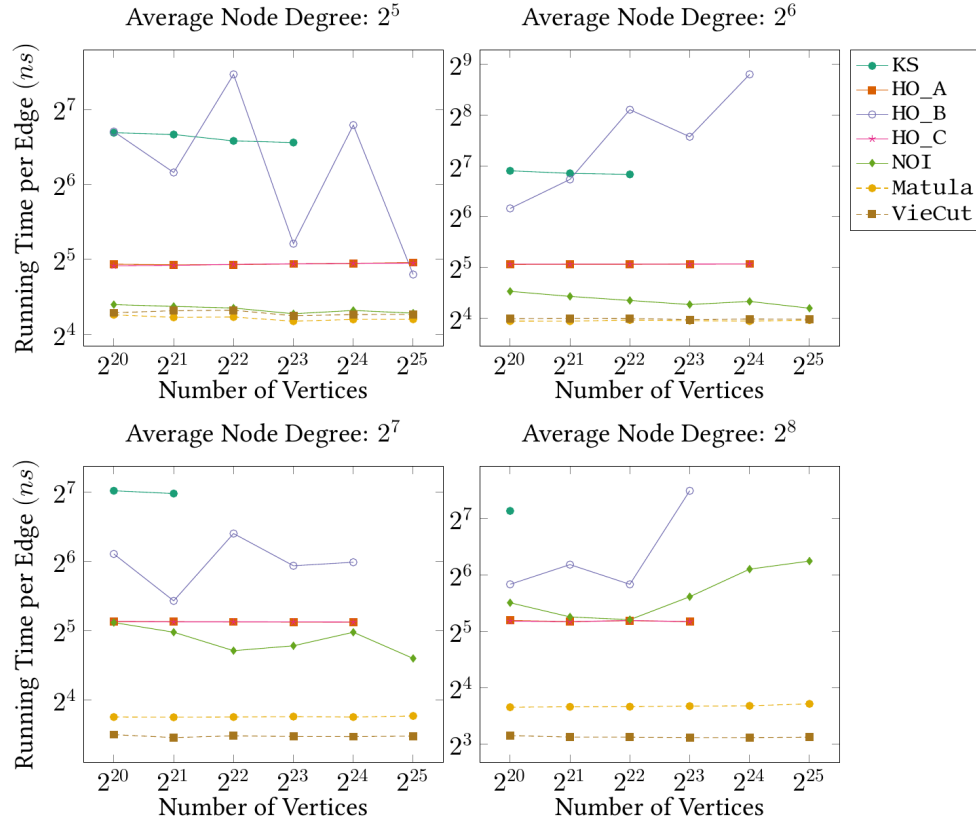 Average Node Degree: 2^5
Running Time per Edge (ns)
2^7
2^6
2^5
2^4
2^20 2^21 2^22 2^23 2^24 2^25
Number of Vertices
Average Node Degree: 2^6
2^9
2^8
2^7
2^6
2^5
2^4
2^20 2^21 2^22 2^23 2^24 2^25
Number of Vertices
KS
HO_A
HO_B
HO_C
NOI
Matula
VieCut
Average Node Degree: 2^7
Running Time per Edge (ns)
2^7
2^6
2^5
2^4
2^20 2^21 2^22 2^23 2^24 2^25
Number of Vertices
Average Node Degree: 2^8
2^7
2^6
2^5
2^4
2^3
2^20 2^21 2^22 2^23 2^24 2^25
Number of Vertices